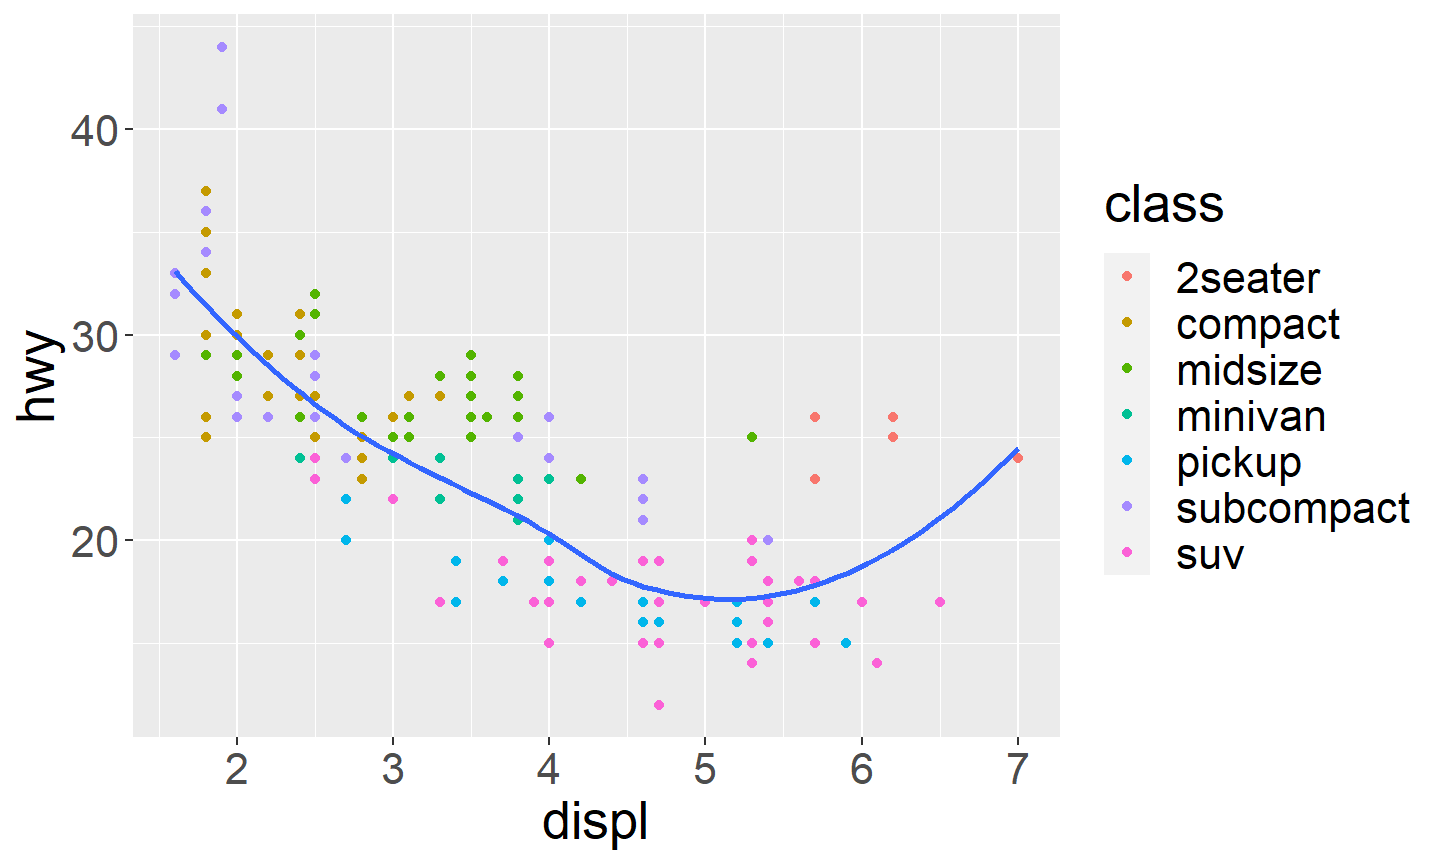 40
30
20
hwy
2 3 4 5 6 7
displ
class
2seater
compact
midsize
minivan
pickup
subcompact
suv